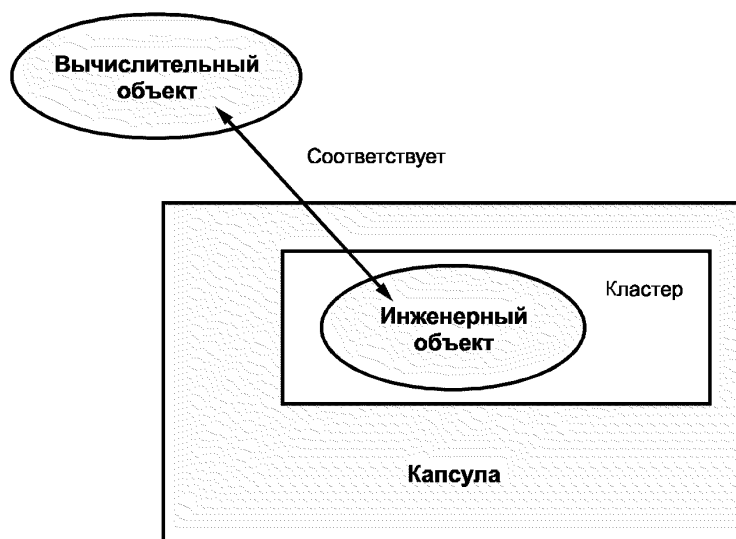 Вычислительный
объект
Соответствует
Кластер
Инженерный
объект
Капсула